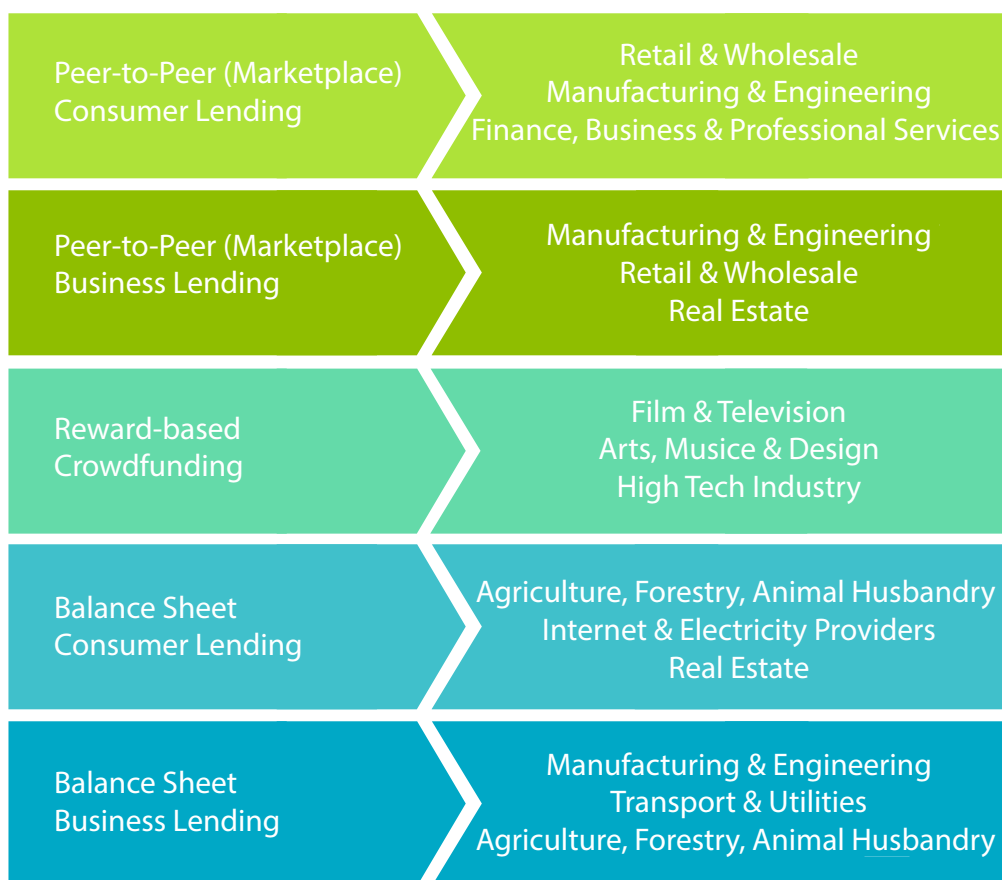 Peer-to-Peer (Marketplace)
Consumer Lending
Retail & Wholesale
Manufacturing & Engineering
Finance, Business & Professional Services
Peer-to-Peer (Marketplace)
Business Lending
Manufacturing & Engineering
Retail & Wholesale
Real Estate
Reward-based
Crowdfunding
Film & Television
Arts, Musice & Design
High Tech Industry
Balance Sheet
Consumer Lending
Agriculture, Forestry, Animal Husbandry
Internet & Electricity Providers
Real Estate
Balance Sheet
Business Lending
Manufacturing & Engineering
Transport & Utilities
Agriculture, Forestry, Animal Husbandry